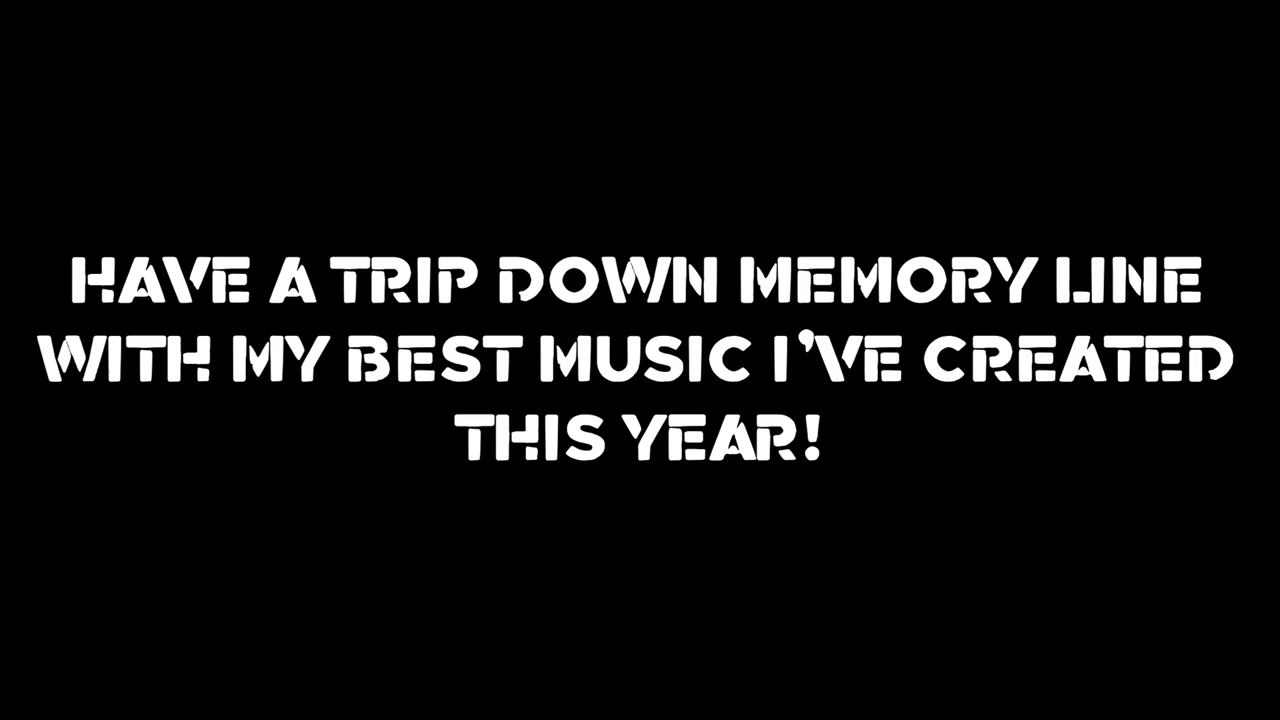 HAVE A TRIP DOWN MEMORY LINE
WITH MY BEST MUSIC I'VE CREATED
THIS YEAR!